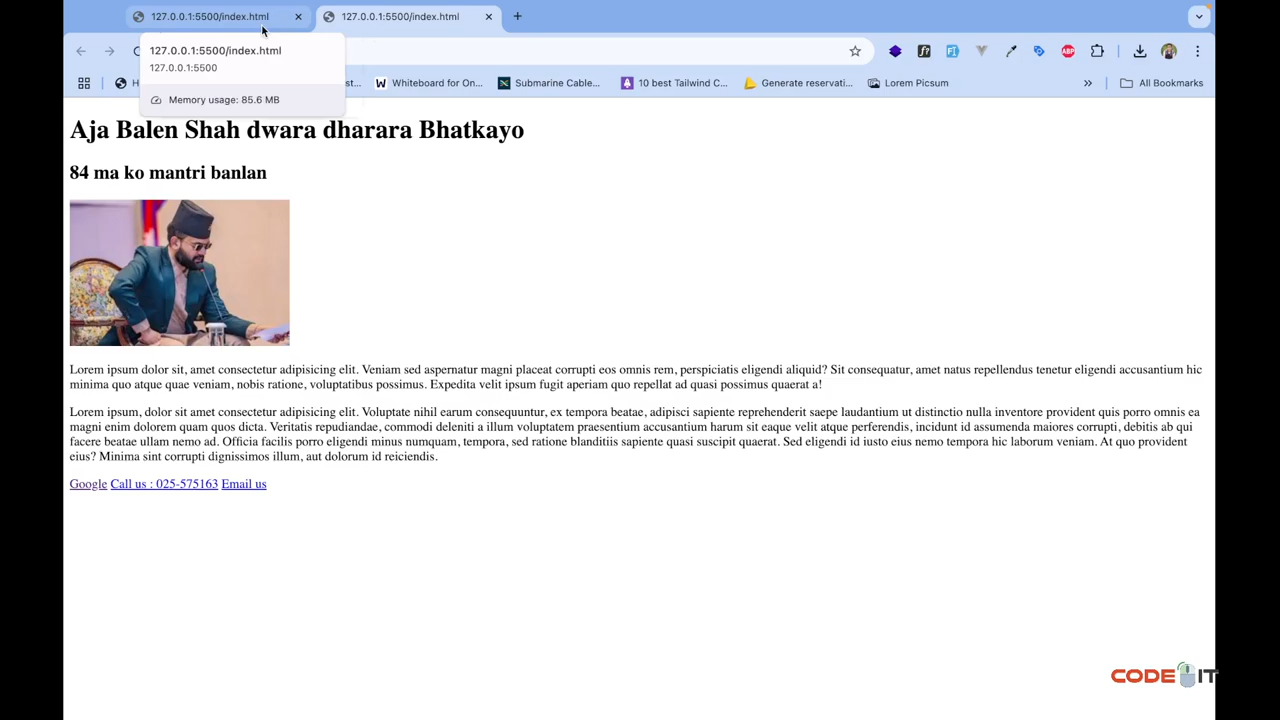 127.0.0.1:5500/index.html
127.0.0.1:5500/index.html
127.0.0.1:5500/index.html
127.0.0.1:5500
Memory usage: 85.6 MB
H
st...
Whiteboard for On...
Submarine Cable...
10 best Tailwind C...
Generate reservati...
Lorem Picsum
»
All Bookmarks
Aja Balen Shah dwara dharara Bhatkayo
84 ma ko mantri banlan
Lorem ipsum dolor sit, amet consectetur adipisicing elit. Veniam sed aspernatur magni placeat corrupti eos omnis rem, perspiciatis eligendi aliquid? Sit consequatur, amet natus repellendus tenetur eligendi accusantium hic
minima quo atque quae veniam, nobis ratione, voluptatibus possimus. Expedita velit ipsum fugit aperiam quo repellat ad quasi possimus quaerat a!
Lorem ipsum, dolor sit amet consectetur adipisicing elit. Voluptate nihil earum consequuntur, ex tempora beatae, adipisci sapiente reprehenderit saepe laudantium ut distinctio nulla inventore provident quis porro omnis ea
magni enim dolorem quam quos dicta. Veritatis repudiandae, commodi deleniti a illum voluptatem praesentium accusantium harum sit eaque velit atque perferendis, incidunt id assumenda maiores corrupti, debitis ab qui
facere beatae ullam nemo ad. Officia facilis porro eligendi minus numquam, tempora, sed ratione blanditiis sapiente quasi suscipit quaerat. Sed eligendi id iusto eius nemo tempora hic laborum veniam. At quo provident
eius? Minima sint corrupti dignissimos illum, aut dolorum id reiciendis.
Google Call us : 025-575163 Email us
CODE IT